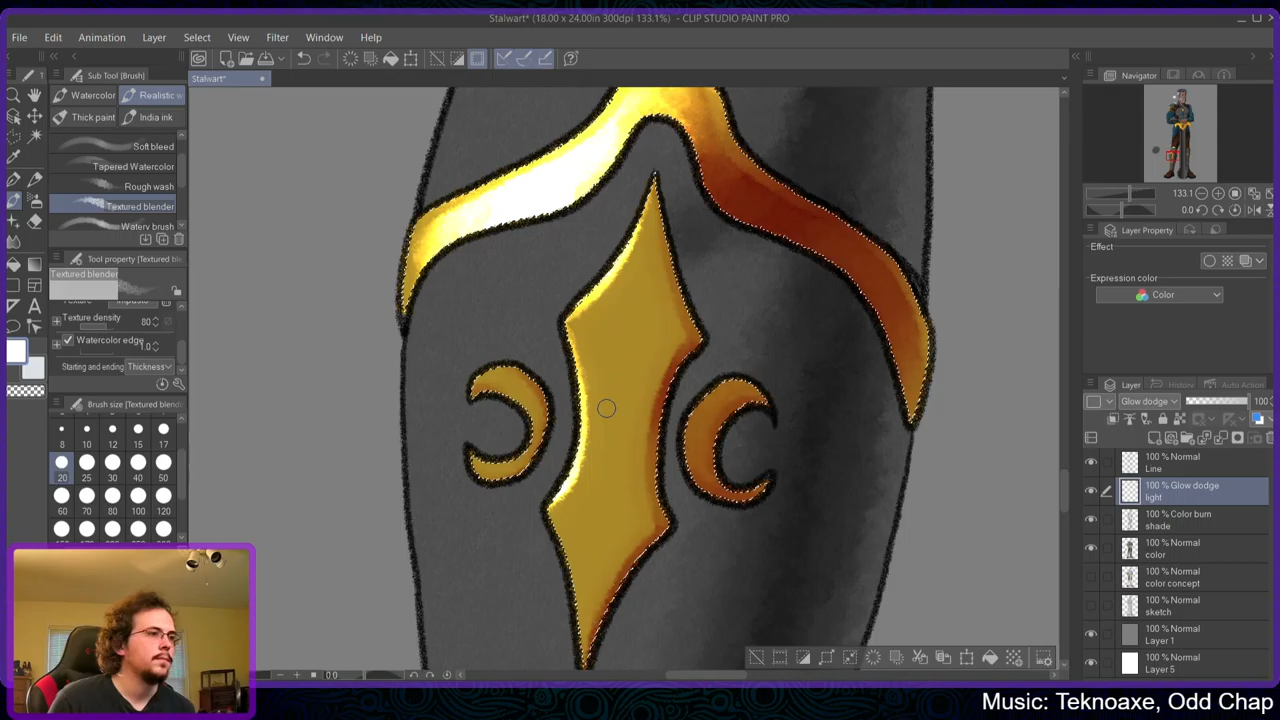 Stalwart* (18.00 x 24.00in 300dpi 133.1%) - CLIP STUDIO PAINT PRO
File Edit Animation Layer Select View Filter Window Help
Sub Tool [Brush]
Stalwart*
Navigator
Watercolor
Realistic w
Thick paint
India ink
Soft bleed
Tapered Watercolor
Rough wash
Textured blender
Watery brush
133.1
0.0
Tool property [Textured ble
Textured blender
Texture density 80
Watercolor edge 1.0
Starting and ending Thickness
Brush size [Textured blende
8 10 12 15 17
20 25 30 40 50
60 70 80 100 120
Layer Property
Effect
Expression color
Color
Layer History Auto Action
Glow dodge 100
100 % Normal
Line
100 % Glow dodge
light
100 % Color burn
shade
100 % Normal
color
100 % Normal
color concept
100 % Normal
sketch
100 % Normal
Layer 1
100 % Normal
Layer 5
Music: Teknoaxe, Odd Chap